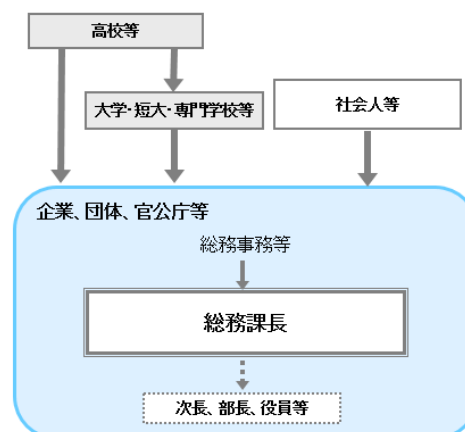 高校等
大学・短大・専門学校等
社会人等
企業、団体、官公庁等
総務事務等
総務課長
次長、部長、役員等